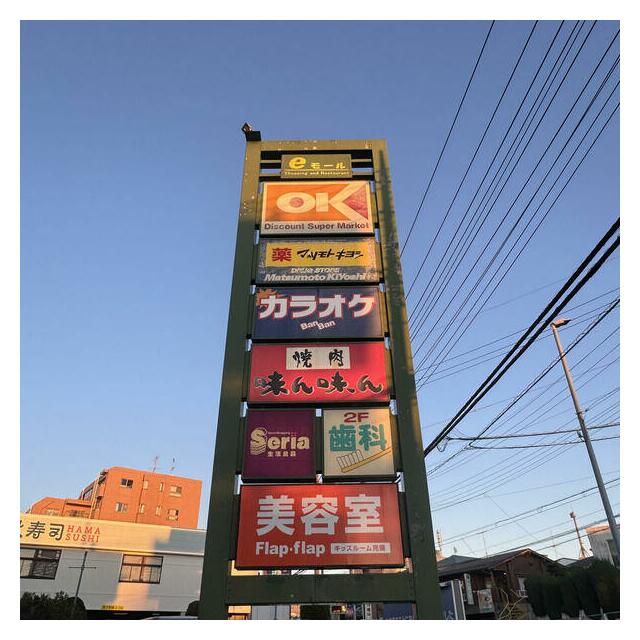 eモール
Shopping and Restaurant
OK
Discount Super Market
薬 マツモトキヨシ
DRUG STORE
Matsumoto KiYoshi
カラオケ
BanBan
焼肉
味ん味ん
Seria
生活良品
2F
歯科
美容室
Flap・flap キッズルーム完備
寿司 HAMA
SUSHI